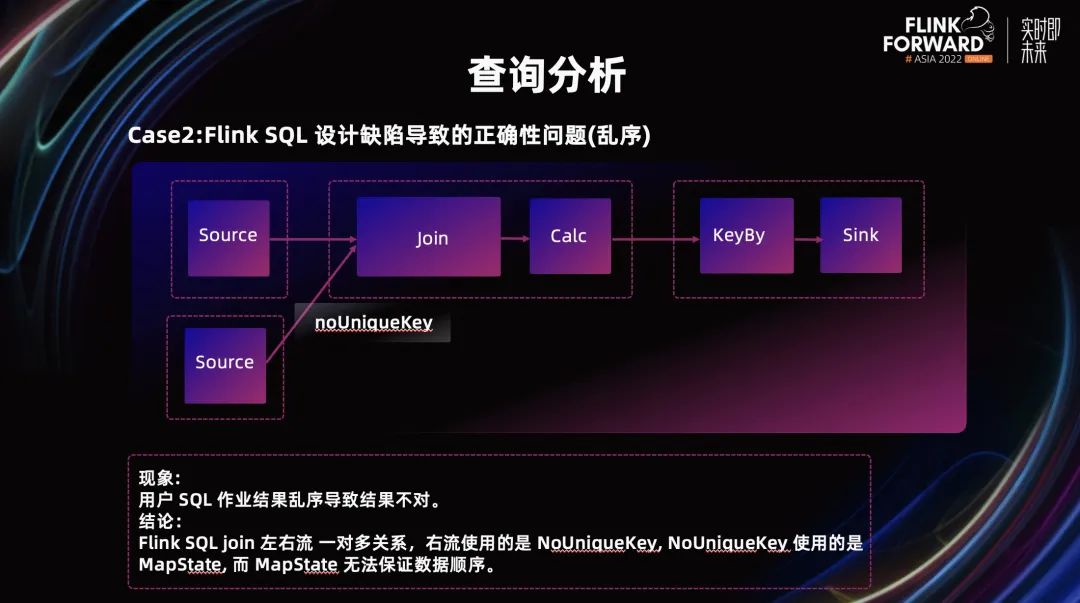 FLINK
FORWARD
# ASIA 2022 ONLINE
实时即
未来
查询分析
Case2:Flink SQL 设计缺陷导致的正确性问题(乱序)
Source
Join
Calc
KeyBy
Sink
noUniqueKey
Source
现象：
用户 SQL 作业结果乱序导致结果不对。
结论：
Flink SQL join 左右流 一对多关系，右流使用的是 NoUniqueKey, NoUniqueKey 使用的是
MapState, 而 MapState 无法保证数据顺序。